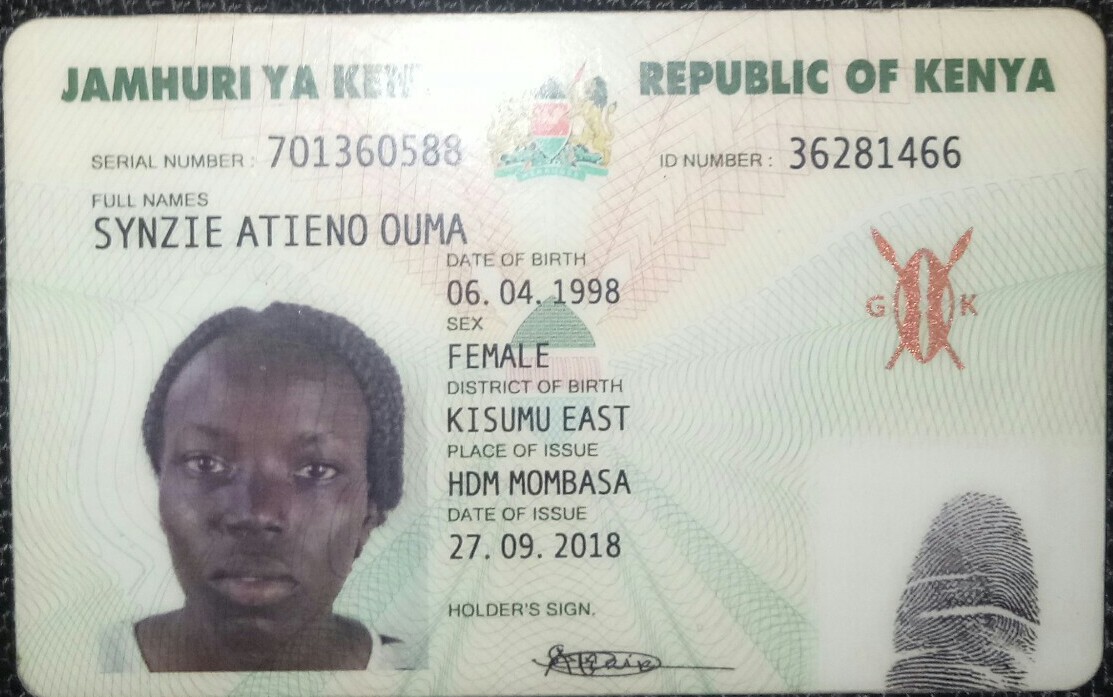 JAMHURI YA KEN
REPUBLIC OF KENYA
SERIAL NUMBER : 701360588
ID NUMBER : 36281466
FULL NAMES
SYNZIE ATIENO OUMA
DATE OF BIRTH
06. 04. 1998
SEX
FEMALE
DISTRICT OF BIRTH
KISUMU EAST
PLACE OF ISSUE
HDM MOMBASA
DATE OF ISSUE
27. 09. 2018
HOLDER'S SIGN.
G K